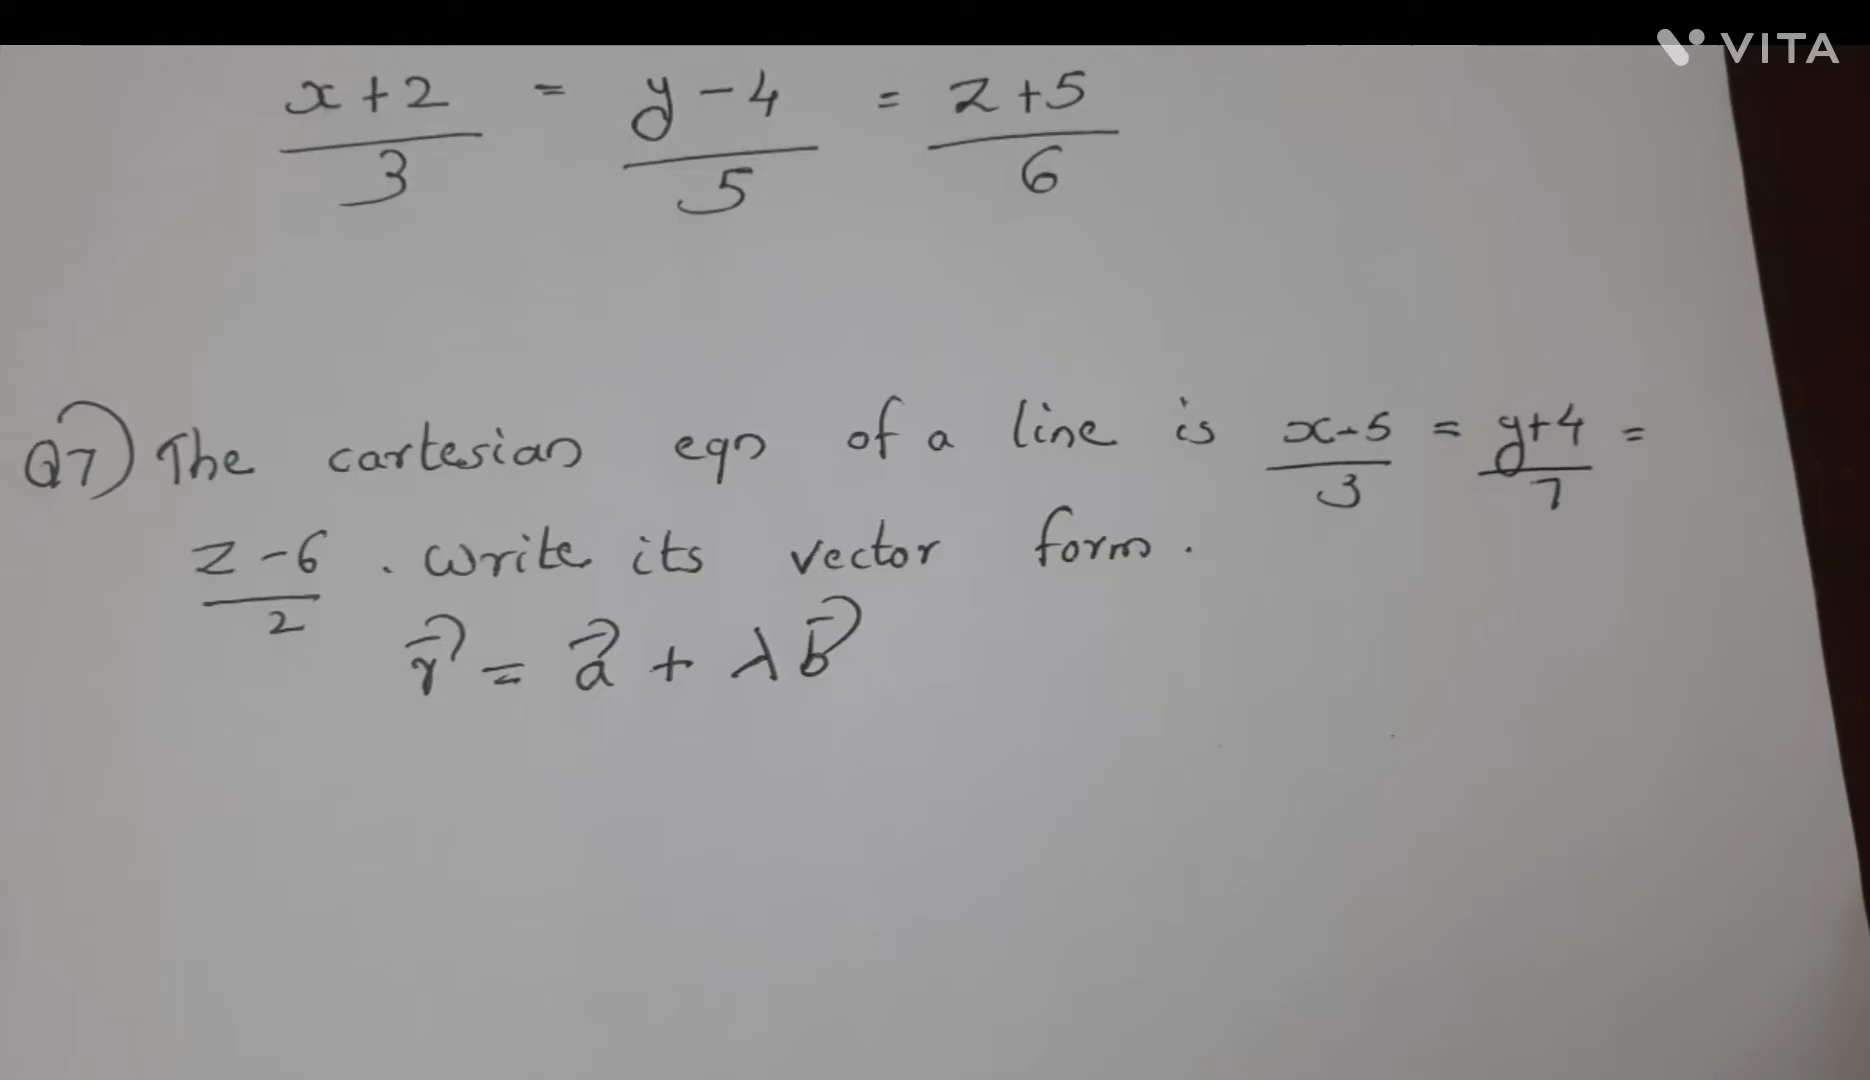 VITA
x+2/3 = y-4/5 = z+5/6
Q7) The cartesian eqn of a line is x-5/3 = y+4/7 =
z-6/2 . write its vector form.
r⃗ = a⃗ + λb⃗